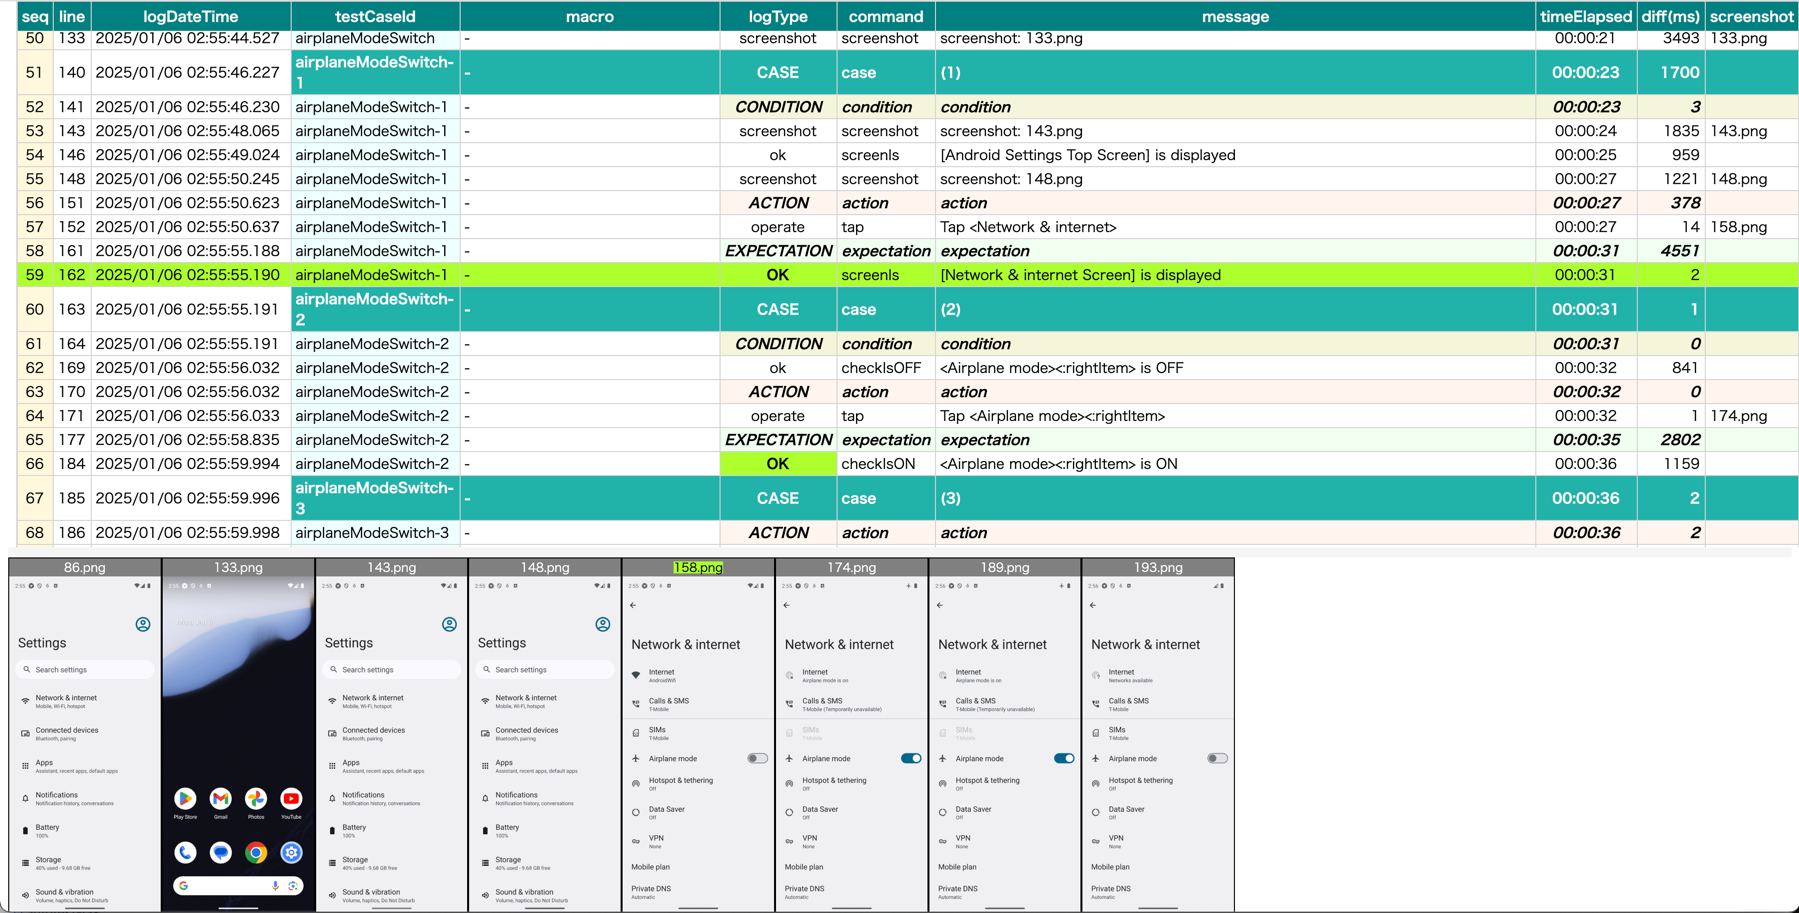 seq line logDateTime testCaseId macro logType command message timeElapsed diff(ms) screenshot
50 133 2025/01/06 02:55:44.527 airplaneModeSwitch - screenshot screenshot screenshot: 133.png 00:00:21 3493 133.png
51 140 2025/01/06 02:55:46.227 airplaneModeSwitch-1 - CASE case (1) 00:00:23 1700
52 141 2025/01/06 02:55:46.230 airplaneModeSwitch-1 - CONDITION condition condition 00:00:23 3
53 143 2025/01/06 02:55:48.065 airplaneModeSwitch-1 - screenshot screenshot screenshot: 143.png 00:00:24 1835 143.png
54 146 2025/01/06 02:55:49.024 airplaneModeSwitch-1 - ok screenIs [Android Settings Top Screen] is displayed 00:00:25 959
55 148 2025/01/06 02:55:50.245 airplaneModeSwitch-1 - screenshot screenshot screenshot: 148.png 00:00:27 1221 148.png
56 151 2025/01/06 02:55:50.623 airplaneModeSwitch-1 - ACTION action action 00:00:27 378
57 152 2025/01/06 02:55:50.637 airplaneModeSwitch-1 - operate tap Tap <Network & internet> 00:00:27 14 158.png
58 161 2025/01/06 02:55:55.188 airplaneModeSwitch-1 - EXPECTATION expectation expectation 00:00:31 4551
59 162 2025/01/06 02:55:55.190 airplaneModeSwitch-1 - OK screenIs [Network & internet Screen] is displayed 00:00:31 2
60 163 2025/01/06 02:55:55.191 airplaneModeSwitch-2 - CASE case (2) 00:00:31 1
61 164 2025/01/06 02:55:55.191 airplaneModeSwitch-2 - CONDITION condition condition 00:00:31 0
62 169 2025/01/06 02:55:56.032 airplaneModeSwitch-2 - ok checkIsOFF <Airplane mode><:rightItem> is OFF 00:00:32 841
63 170 2025/01/06 02:55:56.032 airplaneModeSwitch-2 - ACTION action action 00:00:32 0
64 171 2025/01/06 02:55:56.033 airplaneModeSwitch-2 - operate tap Tap <Airplane mode><:rightItem> 00:00:32 1 174.png
65 177 2025/01/06 02:55:58.835 airplaneModeSwitch-2 - EXPECTATION expectation expectation 00:00:35 2802
66 184 2025/01/06 02:55:59.994 airplaneModeSwitch-2 - OK checkIsON <Airplane mode><:rightItem> is ON 00:00:36 1159
67 185 2025/01/06 02:55:59.996 airplaneModeSwitch-3 - CASE case (3) 00:00:36 2
68 186 2025/01/06 02:55:59.998 airplaneModeSwitch-3 - ACTION action action 00:00:36 2
86.png 133.png 143.png 148.png 158.png 174.png 189.png 193.png
2:55
Settings
Search settings
Network & internet
Mobile, Wi-Fi, hotspot
Connected devices
Bluetooth, pairing
Apps
Assistant, recent apps, default apps
Notifications
Notification history, conversations
Battery
100%
Storage
40% used - 9.68 GB free
Sound & vibration
Volume, haptics, Do Not Disturb
2:55
Play Store Gmail Photos YouTube
2:55
Settings
Search settings
Network & internet
Mobile, Wi-Fi, hotspot
Connected devices
Bluetooth, pairing
Apps
Assistant, recent apps, default apps
Notifications
Notification history, conversations
Battery
100%
Storage
40% used - 9.68 GB free
Sound & vibration
Volume, haptics, Do Not Disturb
2:55
Settings
Search settings
Network & internet
Mobile, Wi-Fi, hotspot
Connected devices
Bluetooth, pairing
Apps
Assistant, recent apps, default apps
Notifications
Notification history, conversations
Battery
100%
Storage
40% used - 9.68 GB free
Sound & vibration
Volume, haptics, Do Not Disturb
2:55
Network & internet
Internet
AndroidWifi
Calls & SMS
T-Mobile
SIMs
T-Mobile
Airplane mode
Hotspot & tethering
Off
Data Saver
Off
VPN
None
Mobile plan
Private DNS
Automatic
2:55
Network & internet
Internet
Airplane mode is on
Calls & SMS
T-Mobile (Temporarily unavailable)
SIMs
T-Mobile
Airplane mode
Hotspot & tethering
Off
Data Saver
Off
VPN
None
Mobile plan
Private DNS
Automatic
2:56
Network & internet
Internet
Airplane mode is on
Calls & SMS
T-Mobile (Temporarily unavailable)
SIMs
T-Mobile
Airplane mode
Hotspot & tethering
Off
Data Saver
Off
VPN
None
Mobile plan
Private DNS
Automatic
2:56
Network & internet
Internet
Networks available
Calls & SMS
T-Mobile
SIMs
T-Mobile
Airplane mode
Hotspot & tethering
Off
Data Saver
Off
VPN
None
Mobile plan
Private DNS
Automatic